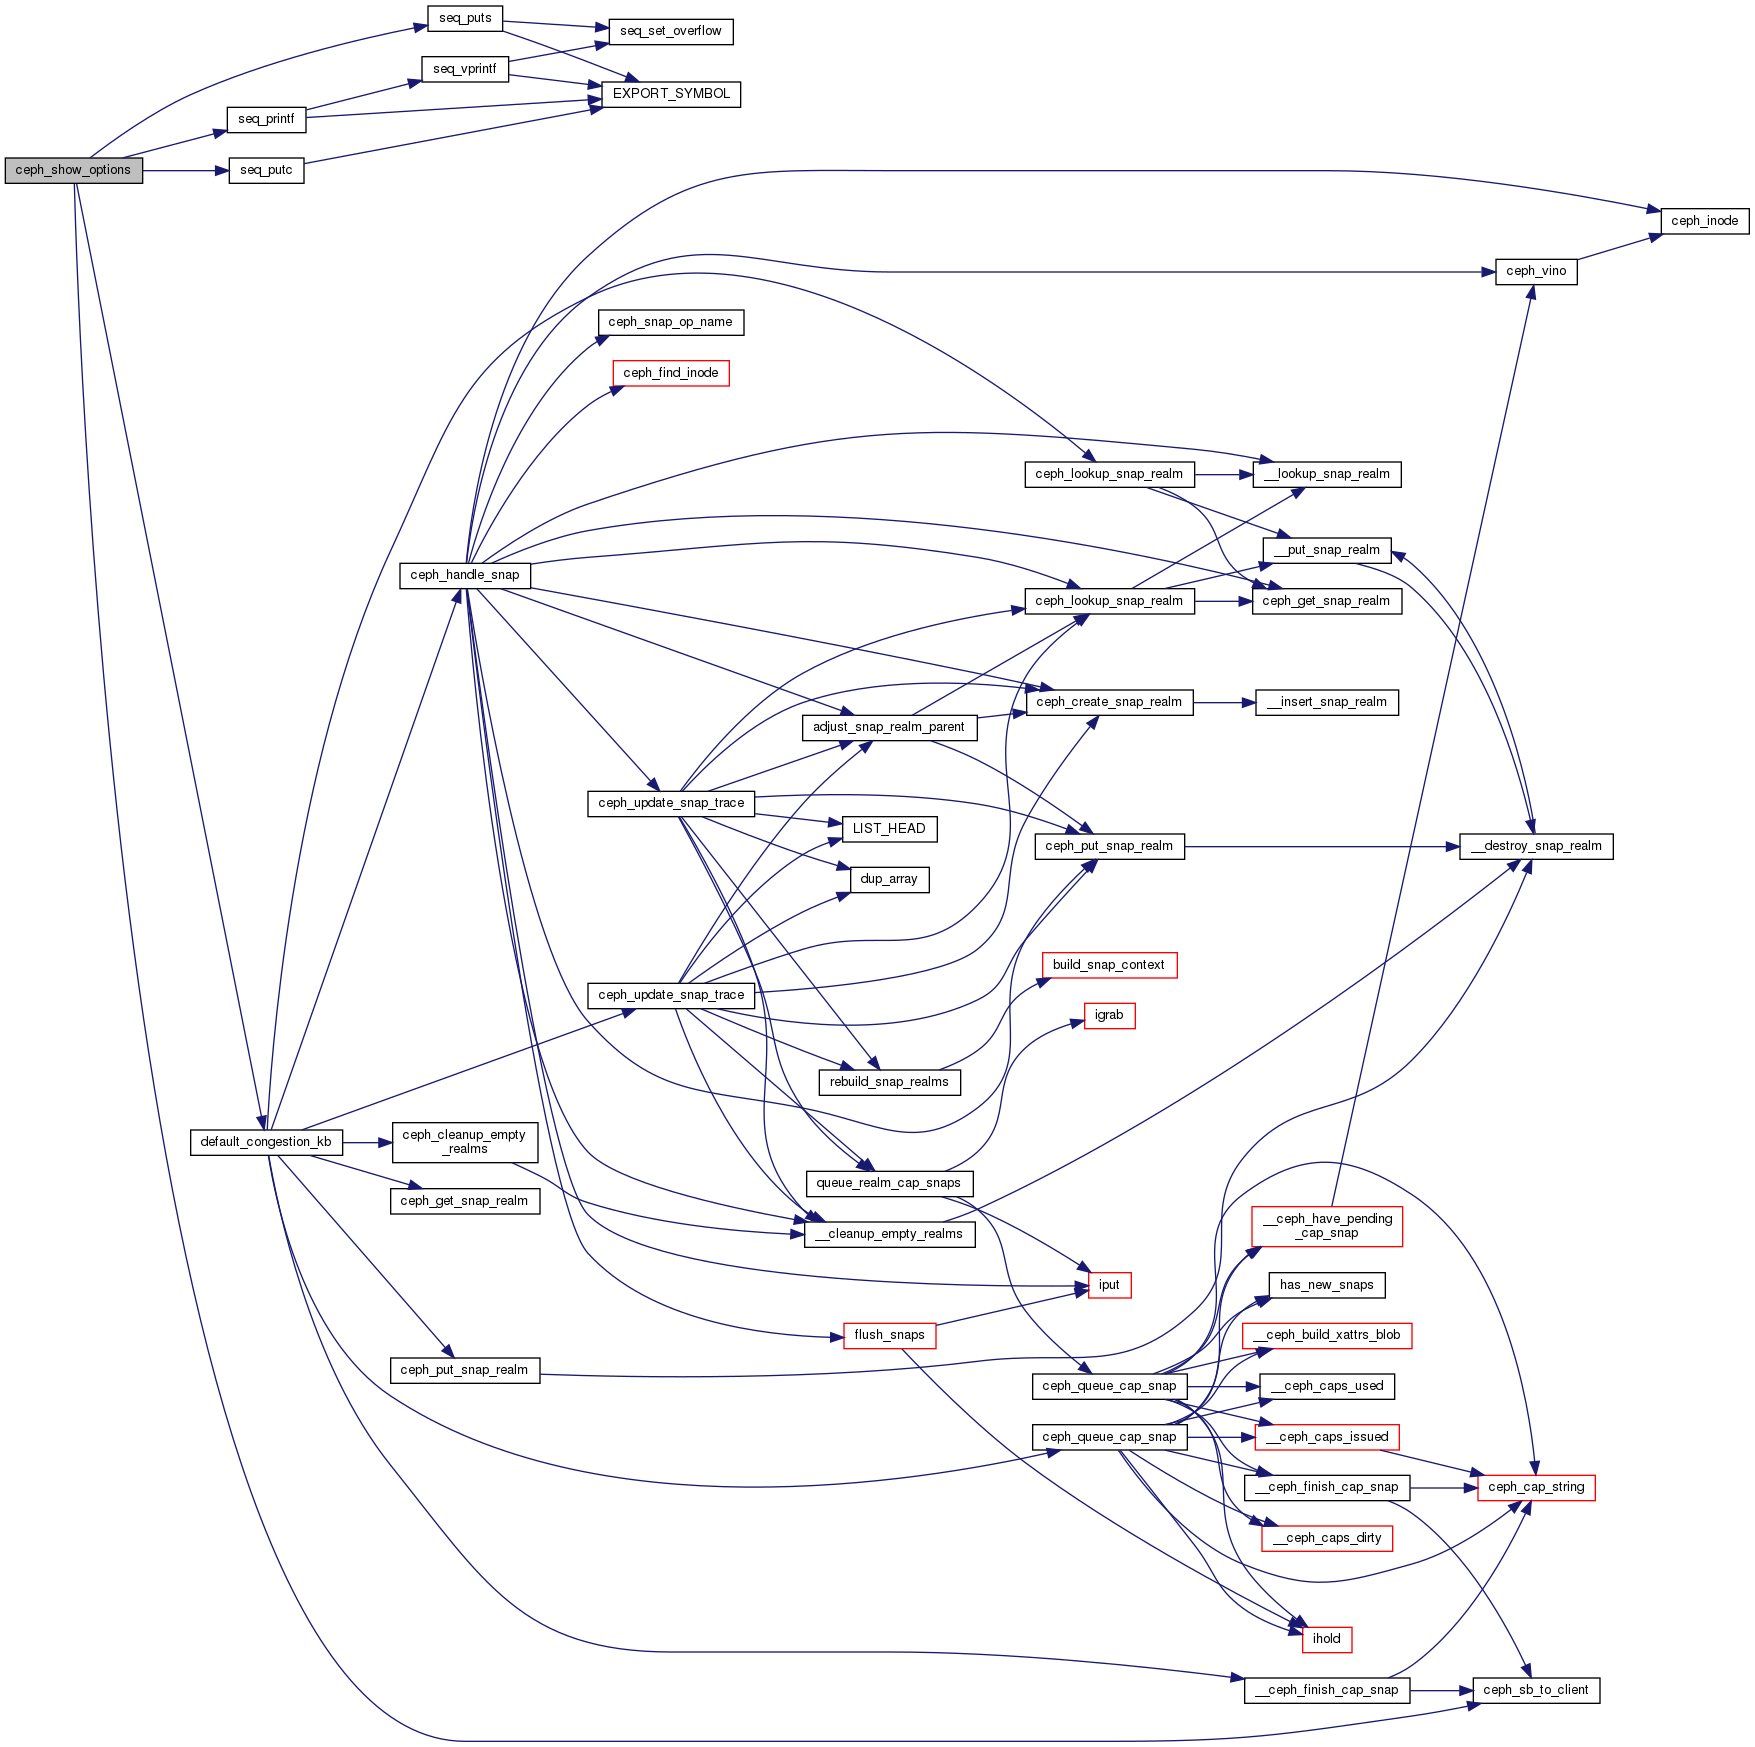 seq_puts
seq_set_overflow
seq_vprintf
EXPORT_SYMBOL
seq_printf
ceph_show_options
seq_putc
ceph_inode
ceph_vino
ceph_snap_op_name
ceph_find_inode
ceph_lookup_snap_realm
__lookup_snap_realm
__put_snap_realm
ceph_handle_snap
ceph_lookup_snap_realm
ceph_get_snap_realm
ceph_create_snap_realm
__insert_snap_realm
adjust_snap_realm_parent
ceph_update_snap_trace
LIST_HEAD
ceph_put_snap_realm
__destroy_snap_realm
dup_array
build_snap_context
ceph_update_snap_trace
igrab
rebuild_snap_realms
default_congestion_kb
ceph_cleanup_empty
_realms
queue_realm_cap_snaps
ceph_get_snap_realm
__cleanup_empty_realms
__ceph_have_pending
_cap_snap
iput
has_new_snaps
flush_snaps
__ceph_build_xattrs_blob
ceph_put_snap_realm
ceph_queue_cap_snap
__ceph_caps_used
ceph_queue_cap_snap
__ceph_caps_issued
__ceph_finish_cap_snap
ceph_cap_string
__ceph_caps_dirty
ihold
__ceph_finish_cap_snap
ceph_sb_to_client